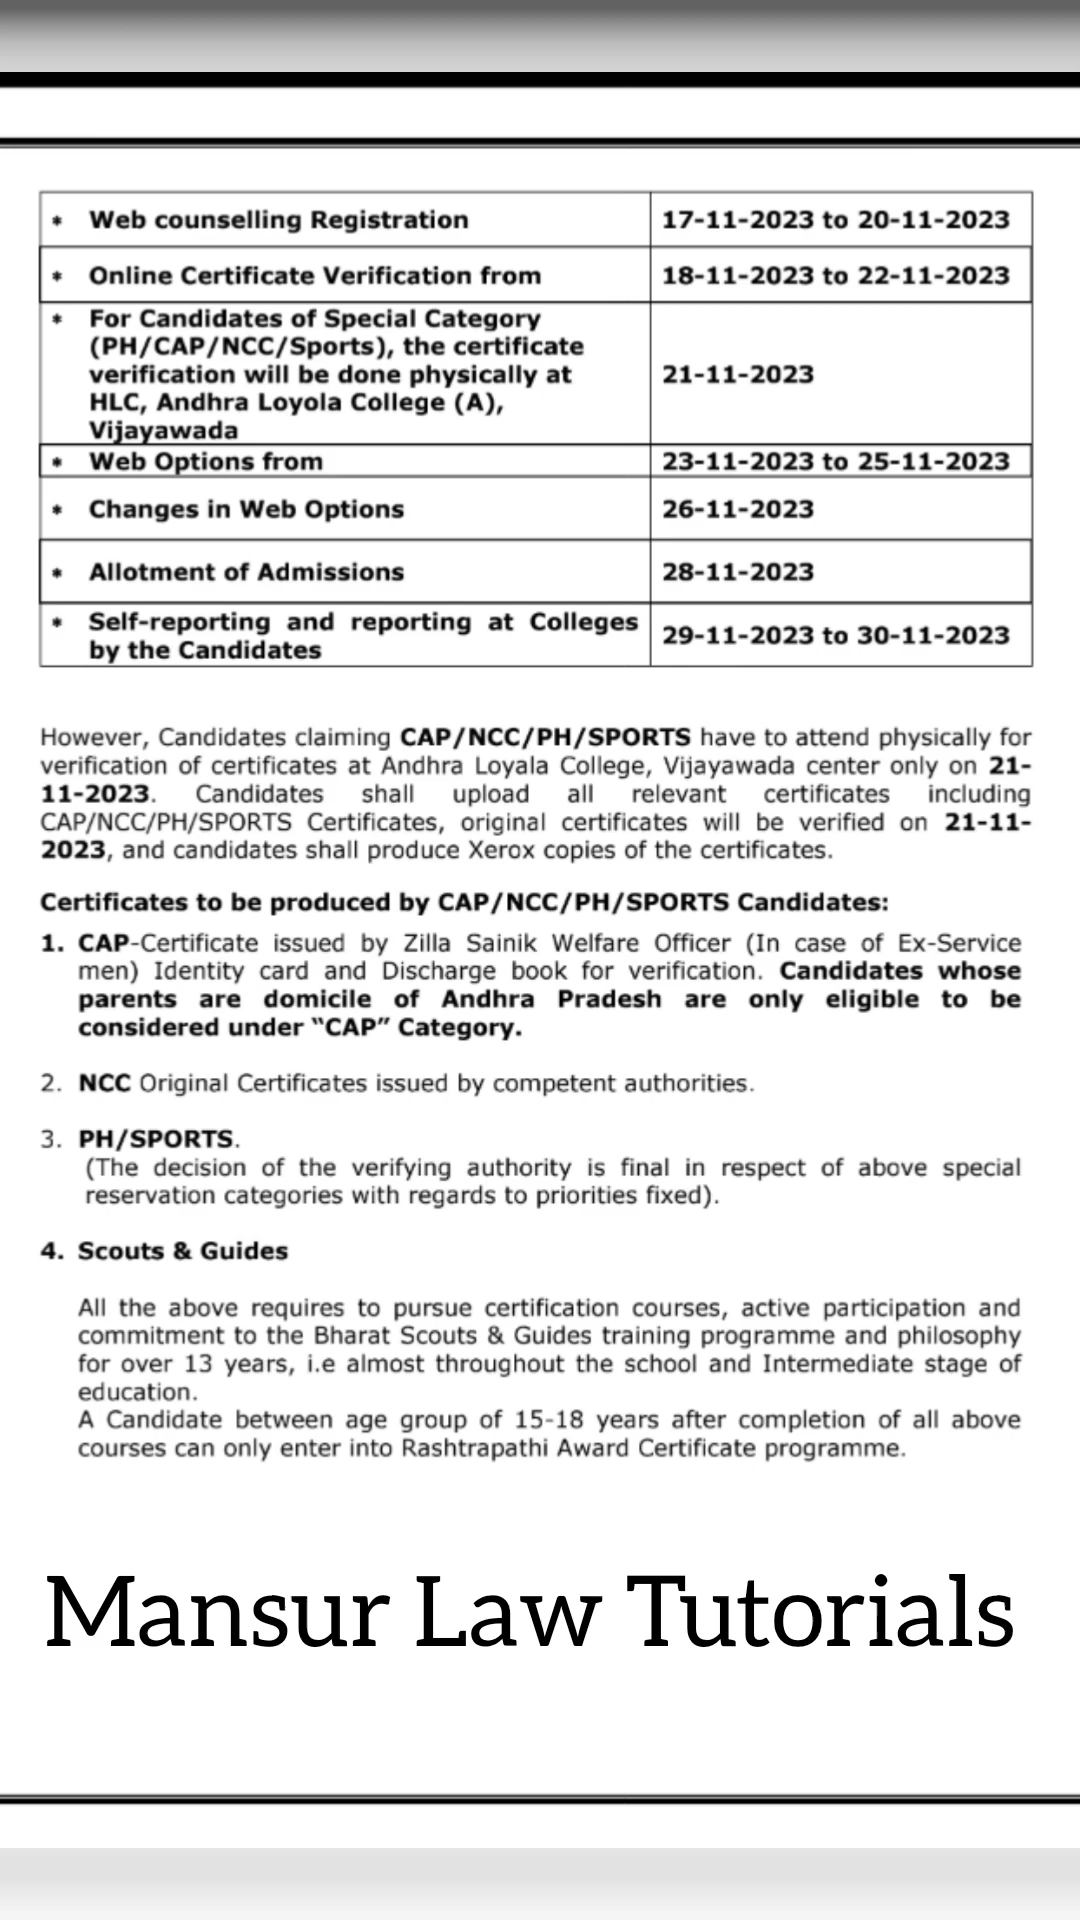 * Web counselling Registration 17-11-2023 to 20-11-2023
* Online Certificate Verification from 18-11-2023 to 22-11-2023
* For Candidates of Special Category
(PH/CAP/NCC/Sports), the certificate
verification will be done physically at 21-11-2023
HLC, Andhra Loyola College (A),
Vijayawada
* Web Options from 23-11-2023 to 25-11-2023
* Changes in Web Options 26-11-2023
* Allotment of Admissions 28-11-2023
* Self-reporting and reporting at Colleges
by the Candidates 29-11-2023 to 30-11-2023
However, Candidates claiming CAP/NCC/PH/SPORTS have to attend physically for
verification of certificates at Andhra Loyala College, Vijayawada center only on 21-
11-2023. Candidates shall upload all relevant certificates including
CAP/NCC/PH/SPORTS Certificates, original certificates will be verified on 21-11-
2023, and candidates shall produce Xerox copies of the certificates.
Certificates to be produced by CAP/NCC/PH/SPORTS Candidates:
1. CAP-Certificate issued by Zilla Sainik Welfare Officer (In case of Ex-Service
men) Identity card and Discharge book for verification. Candidates whose
parents are domicile of Andhra Pradesh are only eligible to be
considered under “CAP” Category.
2. NCC Original Certificates issued by competent authorities.
3. PH/SPORTS.
(The decision of the verifying authority is final in respect of above special
reservation categories with regards to priorities fixed).
4. Scouts & Guides
All the above requires to pursue certification courses, active participation and
commitment to the Bharat Scouts & Guides training programme and philosophy
for over 13 years, i.e almost throughout the school and Intermediate stage of
education.
A Candidate between age group of 15-18 years after completion of all above
courses can only enter into Rashtrapathi Award Certificate programme.
Mansur Law Tutorials